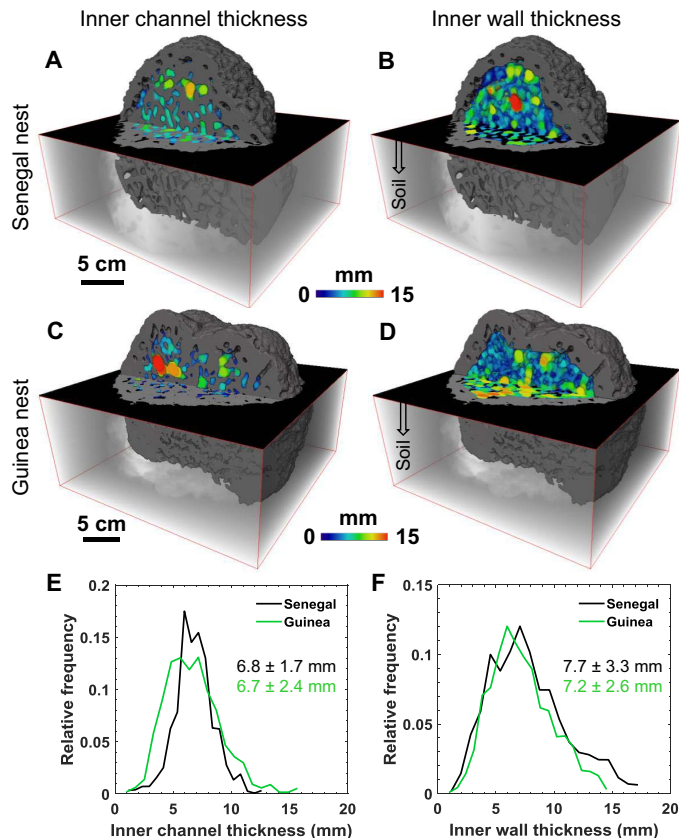 Inner channel thickness Inner wall thickness
A B
Senegal nest
Soil
5 cm
mm
0 15
C D
Guinea nest
Soil
5 cm
mm
0 15
E F
0.2
0.15
0.1
0.05
0
Relative frequency
Senegal
Guinea
6.8 ± 1.7 mm
6.7 ± 2.4 mm
0 5 10 15 20
Inner channel thickness (mm)
0.15
0.1
0.05
0
Relative frequency
Senegal
Guinea
7.7 ± 3.3 mm
7.2 ± 2.6 mm
0 5 10 15 20
Inner wall thickness (mm)